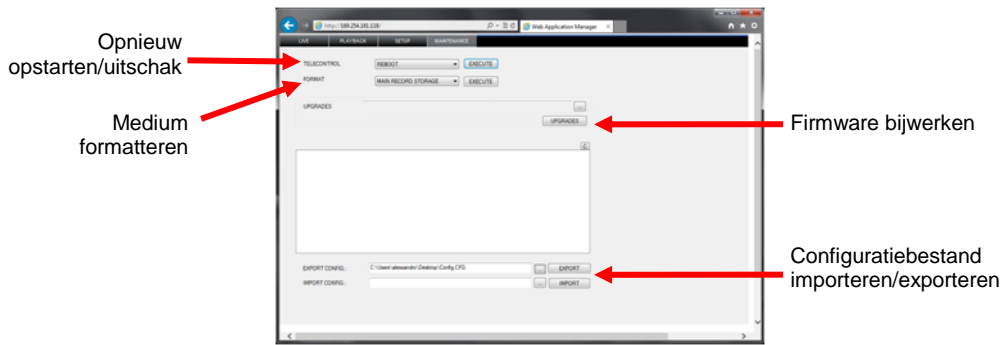 Opnieuw
opstarten/uitschak
Medium
formatteren
http://169.254.101.118/
Web Application Manager
LIVE PLAYBACK SETUP MAINTENANCE
TELECONTROL REBOOT EXECUTE
FORMAT MAIN RECORD STORAGE EXECUTE
UPGRADES ...
UPGRADES
Firmware bijwerken
C
EXPORT CONFIG.: C:\Users\alessandro\Desktop\Config.CFG ... EXPORT
IMPORT CONFIG.: ... IMPORT
Configuratiebestand
importeren/exporteren